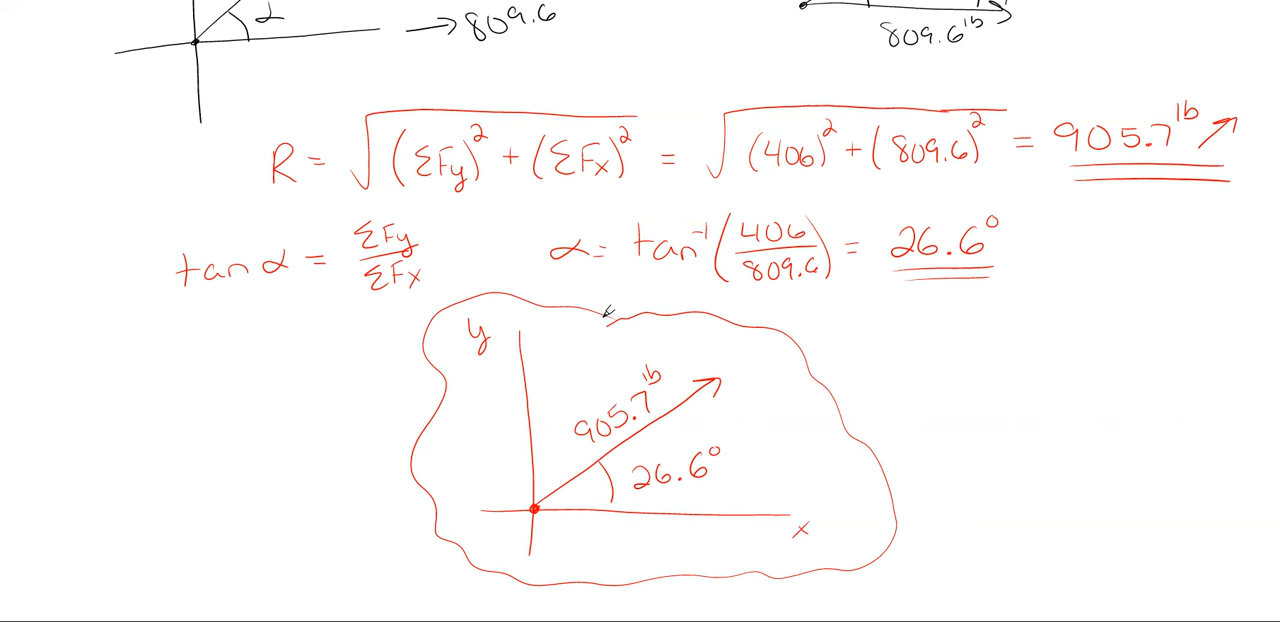 α
→ 809.6
809.6 lb
R = √((ΣFy)² + (ΣFx)²) = √((406)² + (809.6)²) = 905.7 lb ↗
tan α = ΣFy/ΣFx
α = tan⁻¹(406/809.6) = 26.6°
y
905.7 lb
26.6°
x